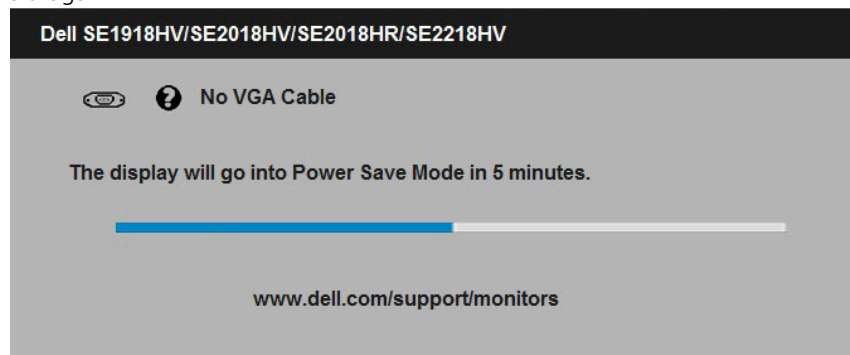 Dell SE1918HV/SE2018HV/SE2018HR/SE2218HV
No VGA Cable
The display will go into Power Save Mode in 5 minutes.
www.dell.com/support/monitors